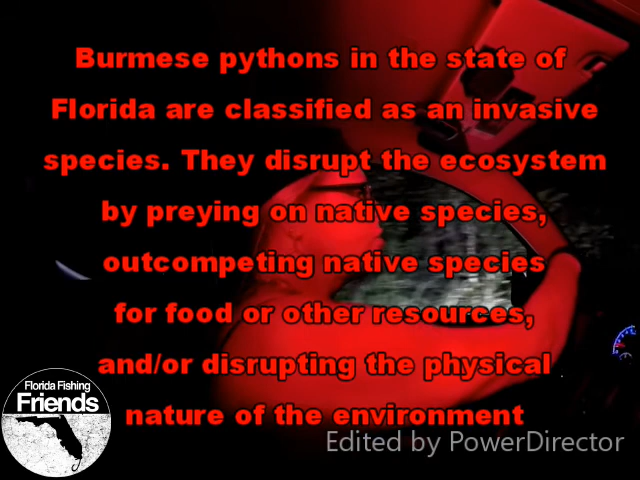 Burmese pythons in the state of
Florida are classified as an invasive
species. They disrupt the ecosystem
by preying on native species,
outcompeting native species
for food or other resources,
and/or disrupting the physical
nature of the environment
Florida Fishing
Friends
Edited by PowerDirector